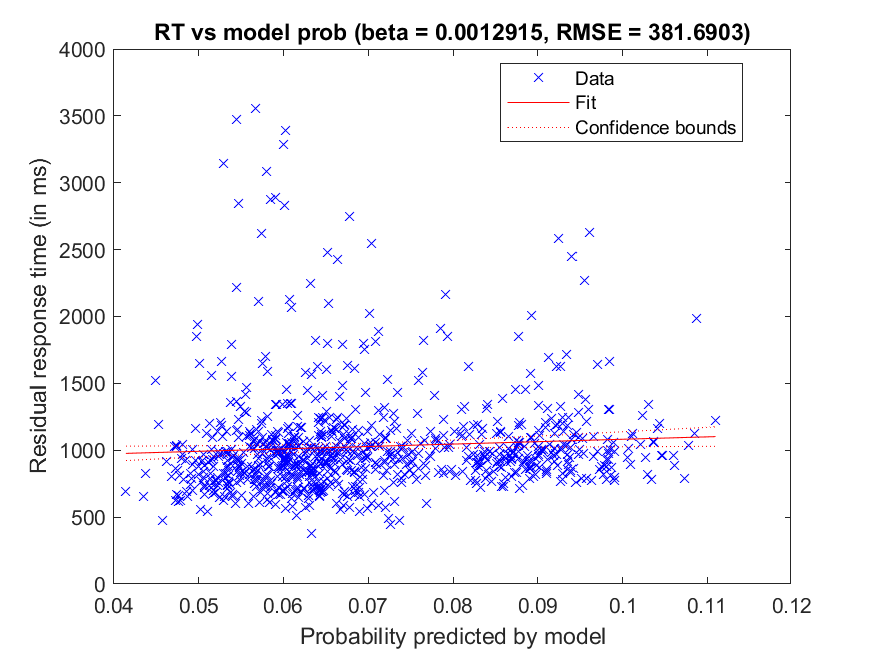 RT vs model prob (beta = 0.0012915, RMSE = 381.6903)
4000
3500
3000
2500
2000
1500
1000
500
0
Residual response time (in ms)
Data
Fit
Confidence bounds
0.04 0.05 0.06 0.07 0.08 0.09 0.1 0.11 0.12
Probability predicted by model